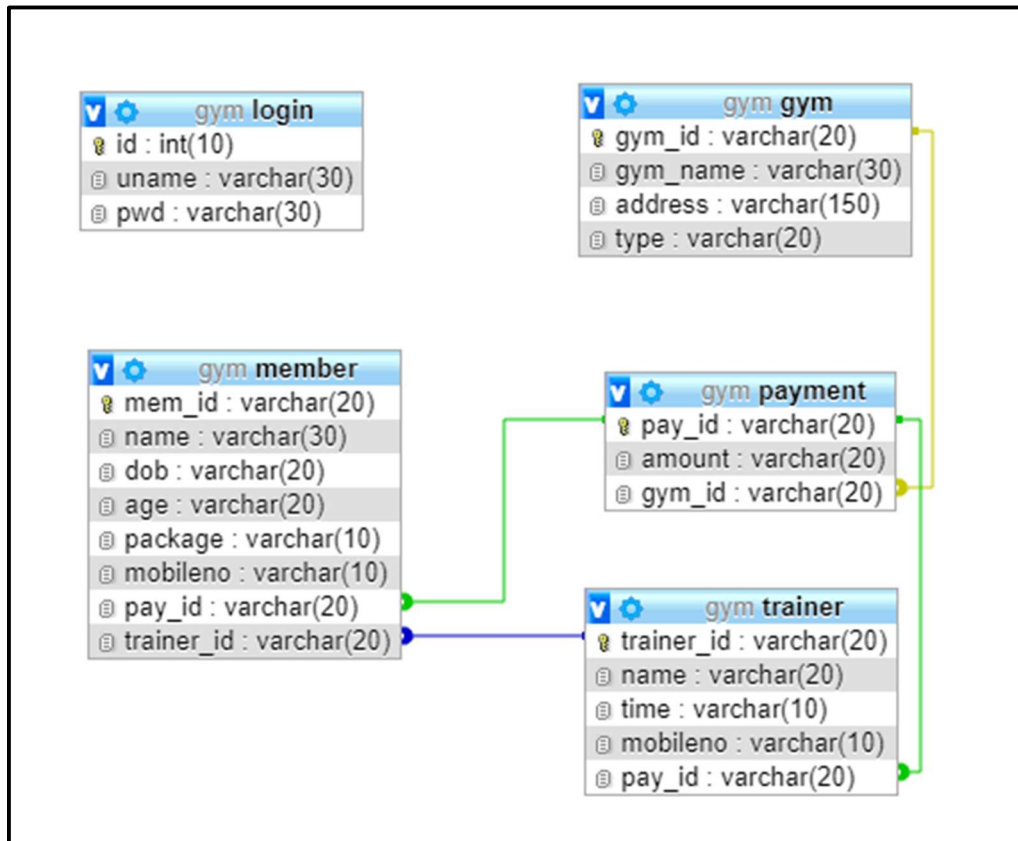 gym login
id : int(10)
uname : varchar(30)
pwd : varchar(30)
gym gym
gym_id : varchar(20)
gym_name : varchar(30)
address : varchar(150)
type : varchar(20)
gym member
mem_id : varchar(20)
name : varchar(30)
dob : varchar(20)
age : varchar(20)
package : varchar(10)
mobileno : varchar(10)
pay_id : varchar(20)
trainer_id : varchar(20)
gym payment
pay_id : varchar(20)
amount : varchar(20)
gym_id : varchar(20)
gym trainer
trainer_id : varchar(20)
name : varchar(20)
time : varchar(10)
mobileno : varchar(10)
pay_id : varchar(20)